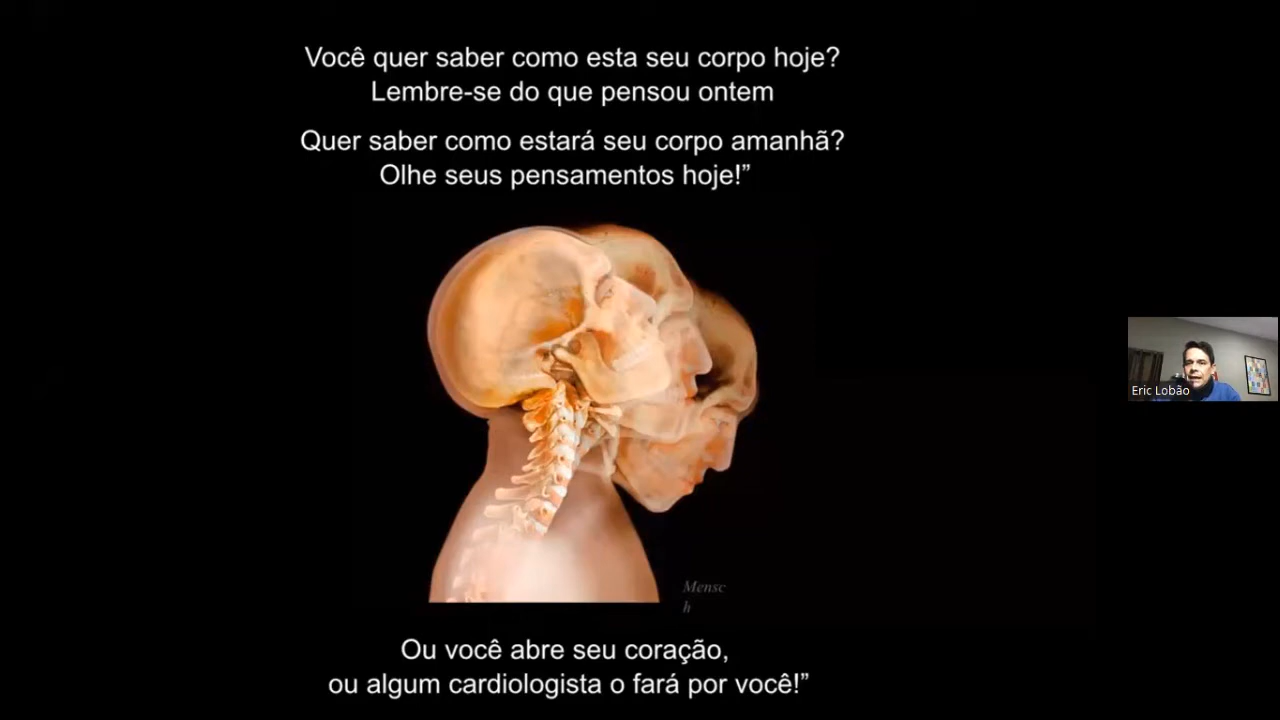 Você quer saber como esta seu corpo hoje?
Lembre-se do que pensou ontem
Quer saber como estará seu corpo amanhã?
Olhe seus pensamentos hoje!”
Eric Lobão
Mensc
h
Ou você abre seu coração,
ou algum cardiologista o fará por você!”